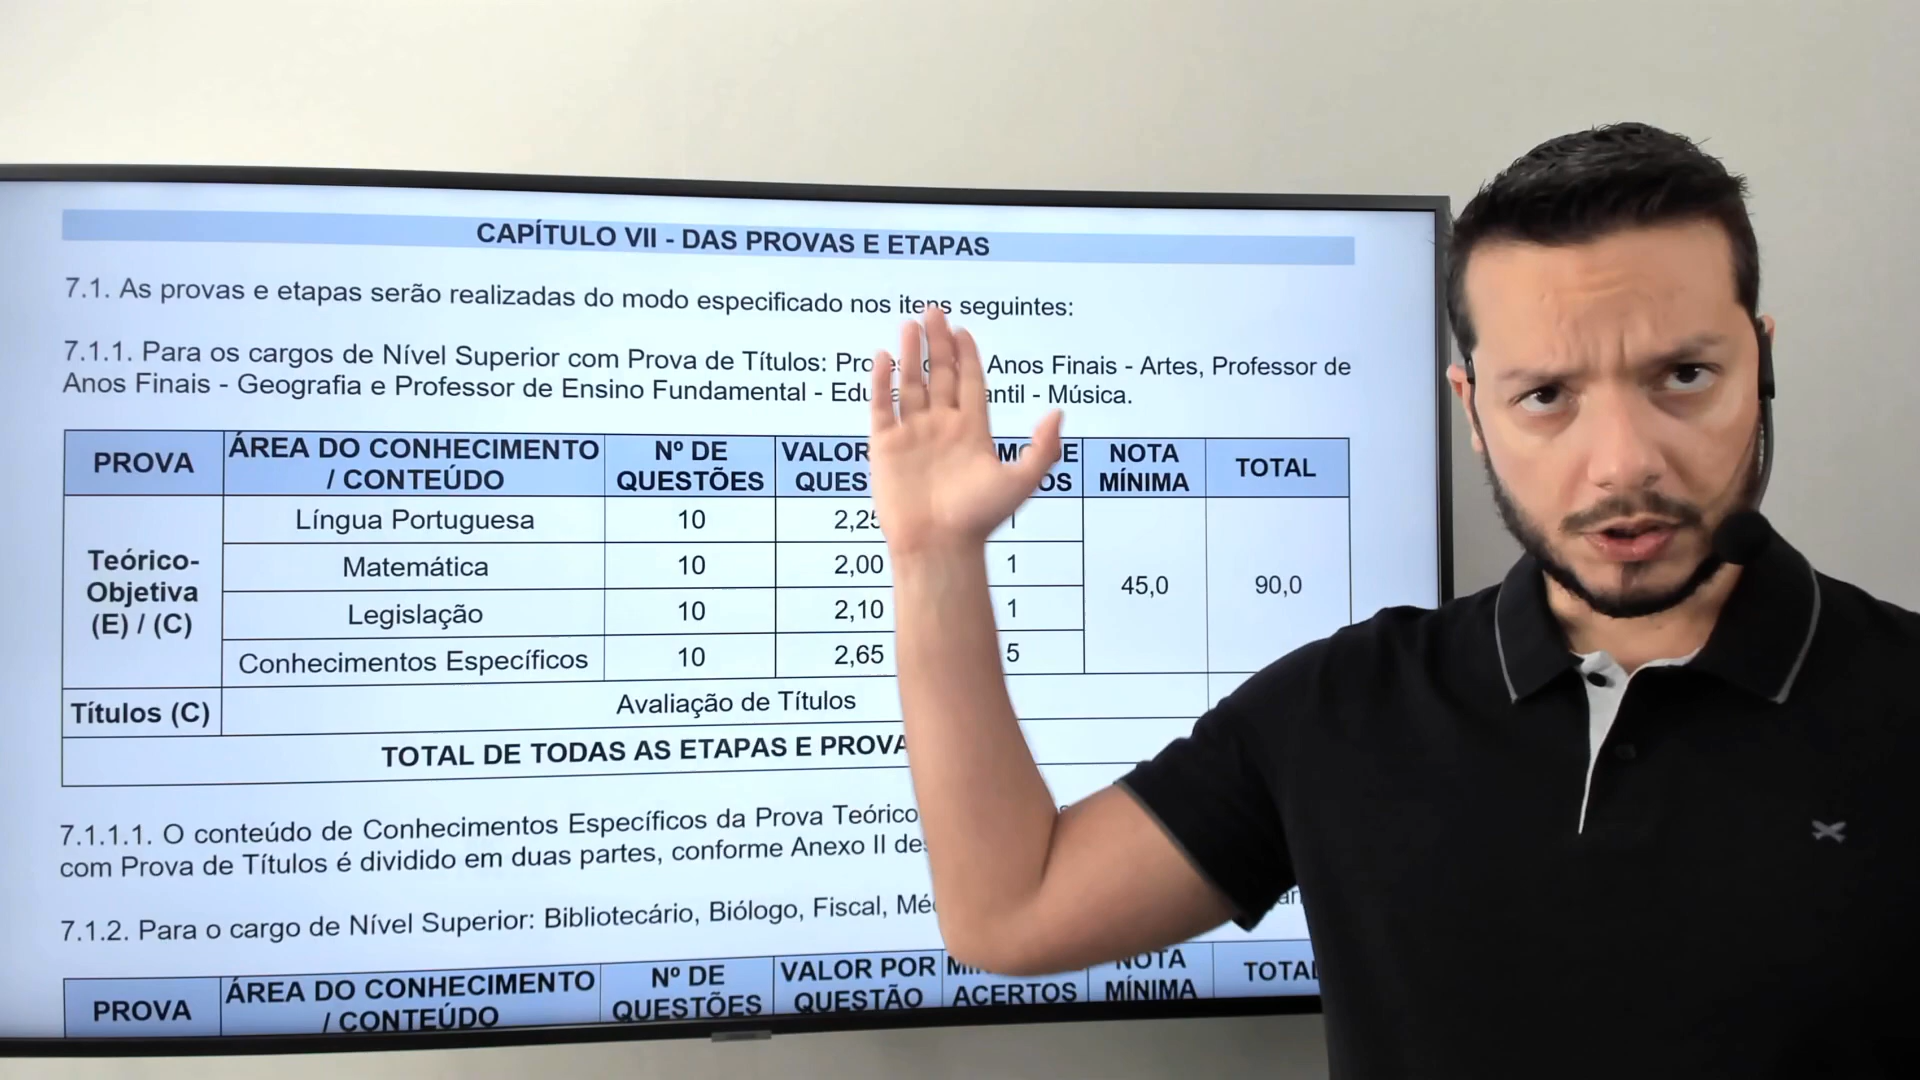 CAPÍTULO VII - DAS PROVAS E ETAPAS
7.1. As provas e etapas serão realizadas do modo especificado nos itens seguintes:
7.1.1. Para os cargos de Nível Superior com Prova de Títulos: Anos Finais - Artes, Professor de
Anos Finais - Geografia e Professor de Ensino Fundamental - - Música.
PROVA
ÁREA DO CONHECIMENTO
/ CONTEÚDO
Nº DE
QUESTÕES
VALOR
NOTA
MÍNIMA
TOTAL
Teórico-
Objetiva
(E) / (C)
Língua Portuguesa 10 2,25
Matemática 10 2,00 1
Legislação 10 2,10 1
Conhecimentos Específicos 10 2,65 5
45,0
90,0
Títulos (C)
Avaliação de Títulos
TOTAL DE TODAS AS ETAPAS E
7.1.1.1. O conteúdo de Conhecimentos Específicos da Prova
com Prova de Títulos é dividido em duas partes, conforme Anexo II
7.1.2. Para o cargo de Nível Superior: Bibliotecário, Biólogo, Fiscal,
PROVA
ÁREA DO CONHECIMENTO
/ CONTEÚDO
Nº DE
QUESTÕES
VALOR POR
QUESTÃO
ACERTOS
NOTA
MÍNIMA
TOTAL